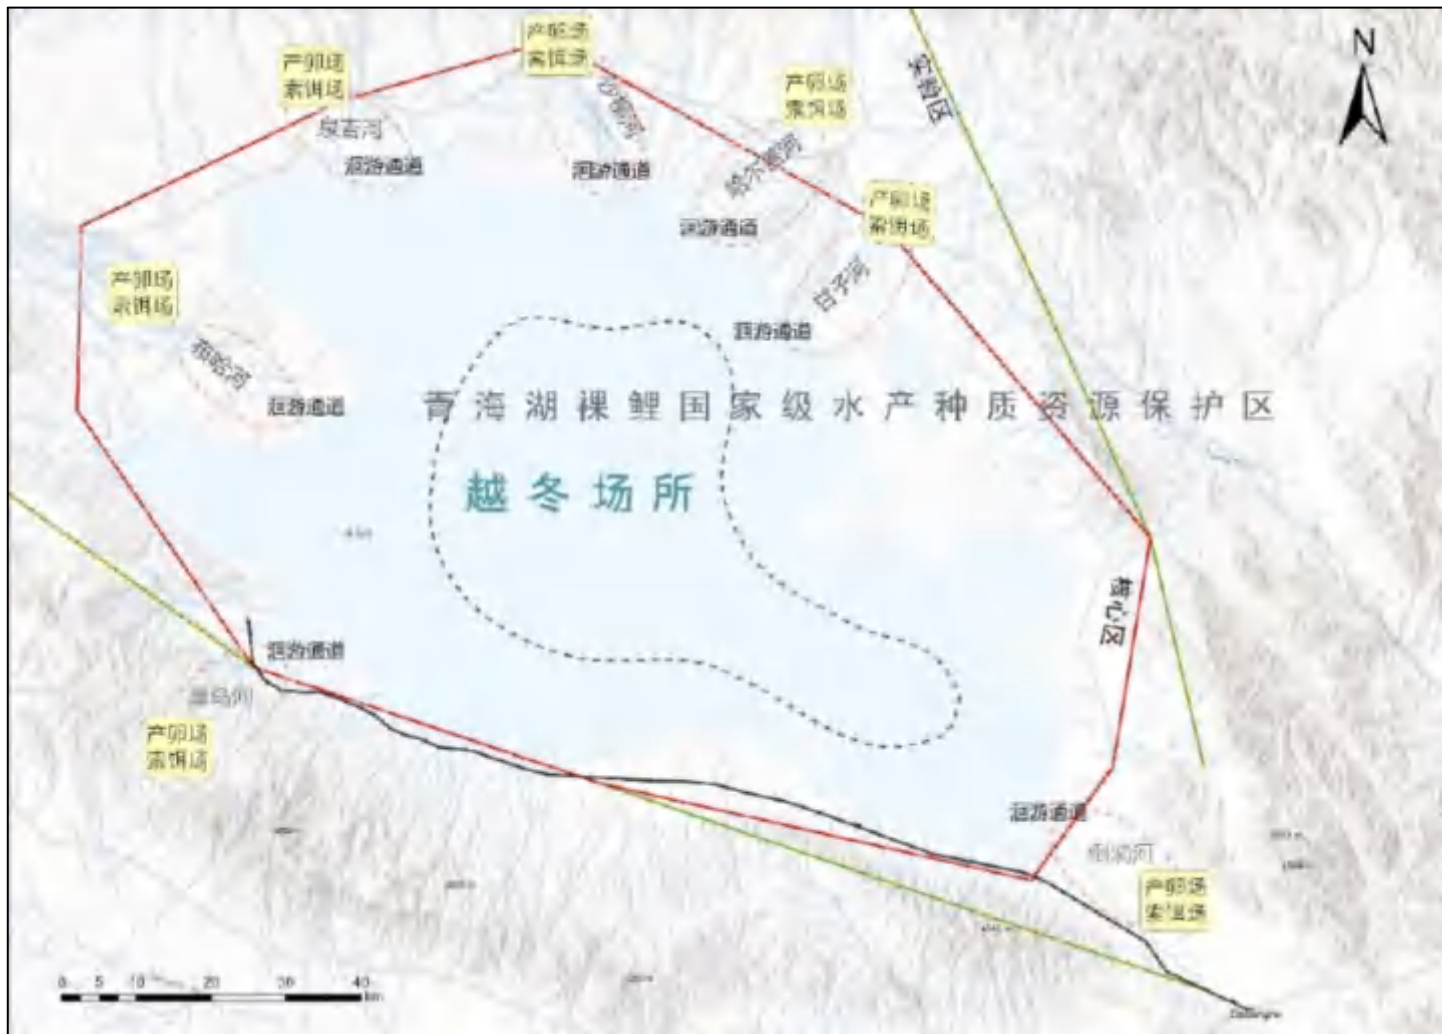 N
产卵场
索饵场
产卵场
索饵场
产卵场
索饵场
实验区
沙柳河
泉吉河
洄游通道
洄游通道
哈尔盖河
产卵场
索饵场
洄游通道
甘子河
产卵场
索饵场
洄游通道
布哈河
洄游通道
青海湖裸鲤国家级水产种质资源保护区
越冬场所
核心区
洄游通道
黑马河
产卵场
索饵场
洄游通道
倒淌河
产卵场
索饵场
0 5 10 20 30 40
km